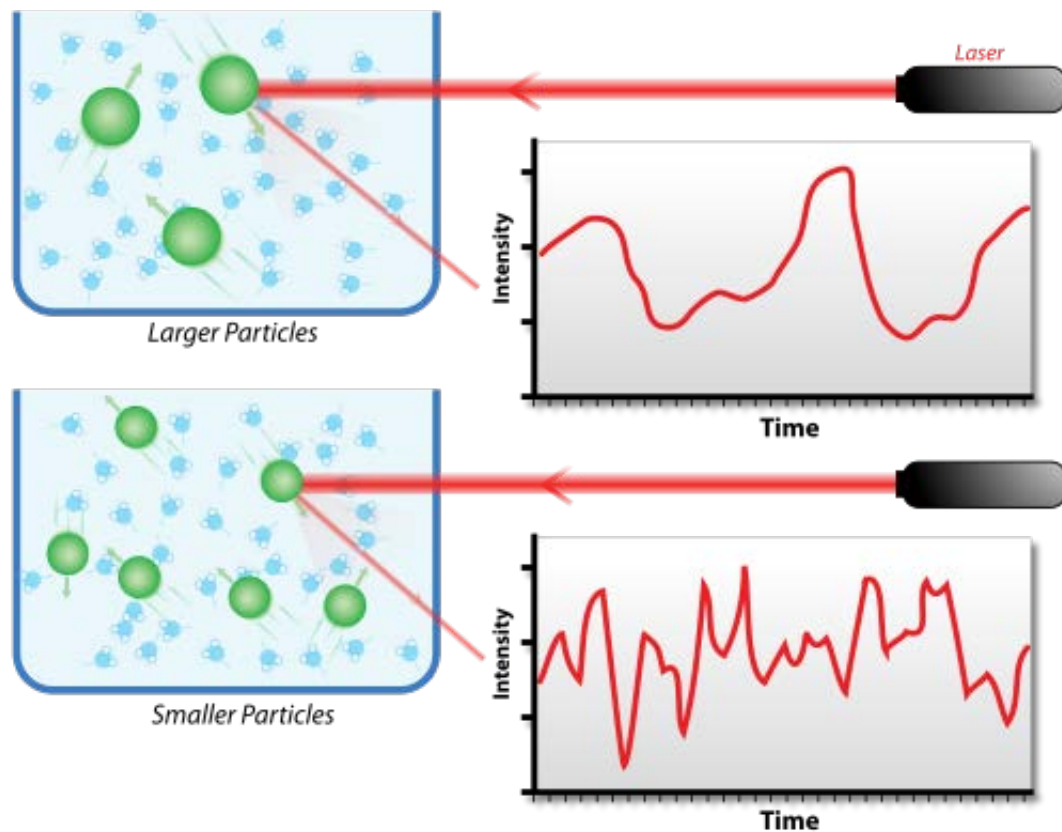 Laser
Intensity
Time
Larger Particles
Intensity
Time
Smaller Particles